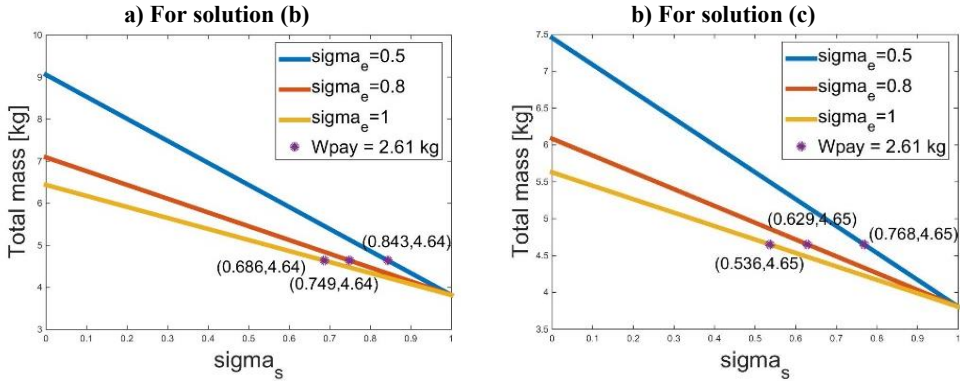 a) For solution (b)
10
9
8
7
6
5
4
3
Total mass [kg]
0 0.1 0.2 0.3 0.4 0.5 0.6 0.7 0.8 0.9 1
sigma_s
sigma_e=0.5
sigma_e=0.8
sigma_e=1
Wpay = 2.61 kg
(0.843,4.64)
(0.686,4.64)
(0.749,4.64)
b) For solution (c)
7.5
7
6.5
6
5.5
5
4.5
4
3.5
Total mass [kg]
0 0.1 0.2 0.3 0.4 0.5 0.6 0.7 0.8 0.9 1
sigma_s
sigma_e=0.5
sigma_e=0.8
sigma_e=1
Wpay = 2.61 kg
(0.629,4.65)
(0.768,4.65)
(0.536,4.65)